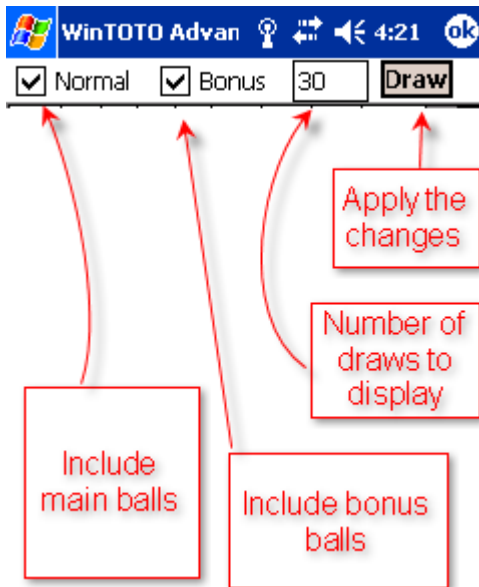 WinTOTO Advan 4:21 ok
Normal Bonus 30 Draw
Apply the
changes
Number of
draws to
display
Include
main balls
Include bonus
balls